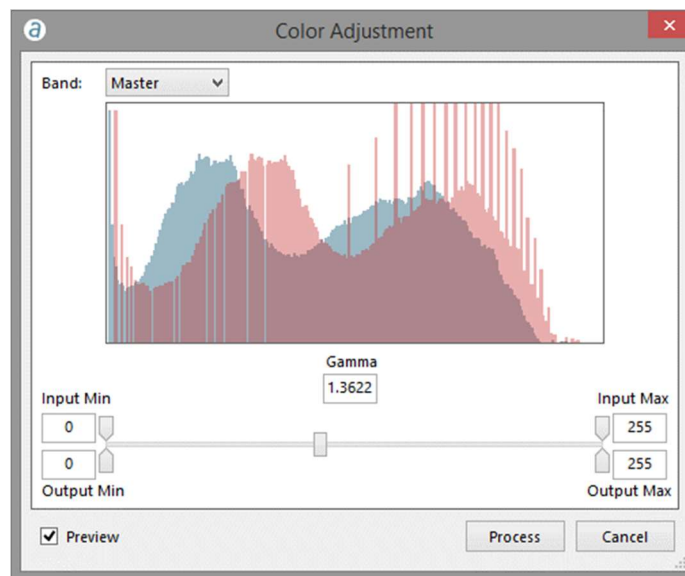 a
Color Adjustment
Band: Master
Gamma
1.3622
Input Min
Input Max
0
255
0
255
Output Min
Output Max
Preview
Process
Cancel